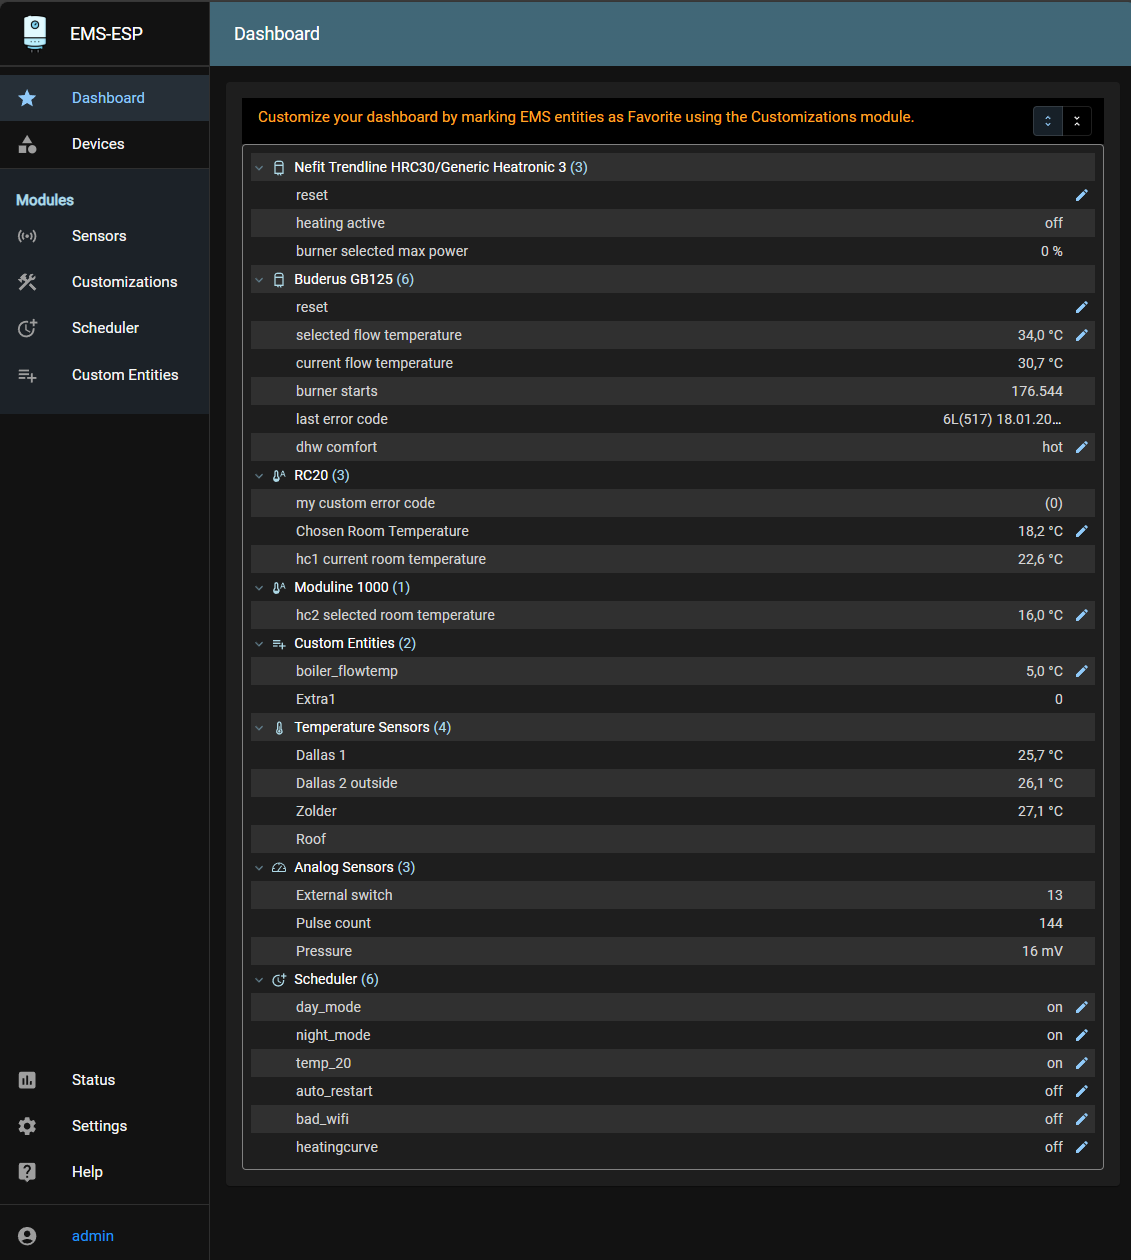 EMS-ESP
Dashboard
Dashboard
Devices
Modules
Sensors
Customizations
Scheduler
Custom Entities
Status
Settings
Help
admin
Customize your dashboard by marking EMS entities as Favorite using the Customizations module.
Nefit Trendline HRC30/Generic Heatronic 3 (3)
reset
heating active off
burner selected max power 0 %
Buderus GB125 (6)
reset
selected flow temperature 34,0 °C
current flow temperature 30,7 °C
burner starts 176.544
last error code 6L(517) 18.01.20...
dhw comfort hot
RC20 (3)
my custom error code (0)
Chosen Room Temperature 18,2 °C
hc1 current room temperature 22,6 °C
Moduline 1000 (1)
hc2 selected room temperature 16,0 °C
Custom Entities (2)
boiler_flowtemp 5,0 °C
Extra1 0
Temperature Sensors (4)
Dallas 1 25,7 °C
Dallas 2 outside 26,1 °C
Zolder 27,1 °C
Roof
Analog Sensors (3)
External switch 13
Pulse count 144
Pressure 16 mV
Scheduler (6)
day_mode on
night_mode on
temp_20 on
auto_restart off
bad_wifi off
heatingcurve off